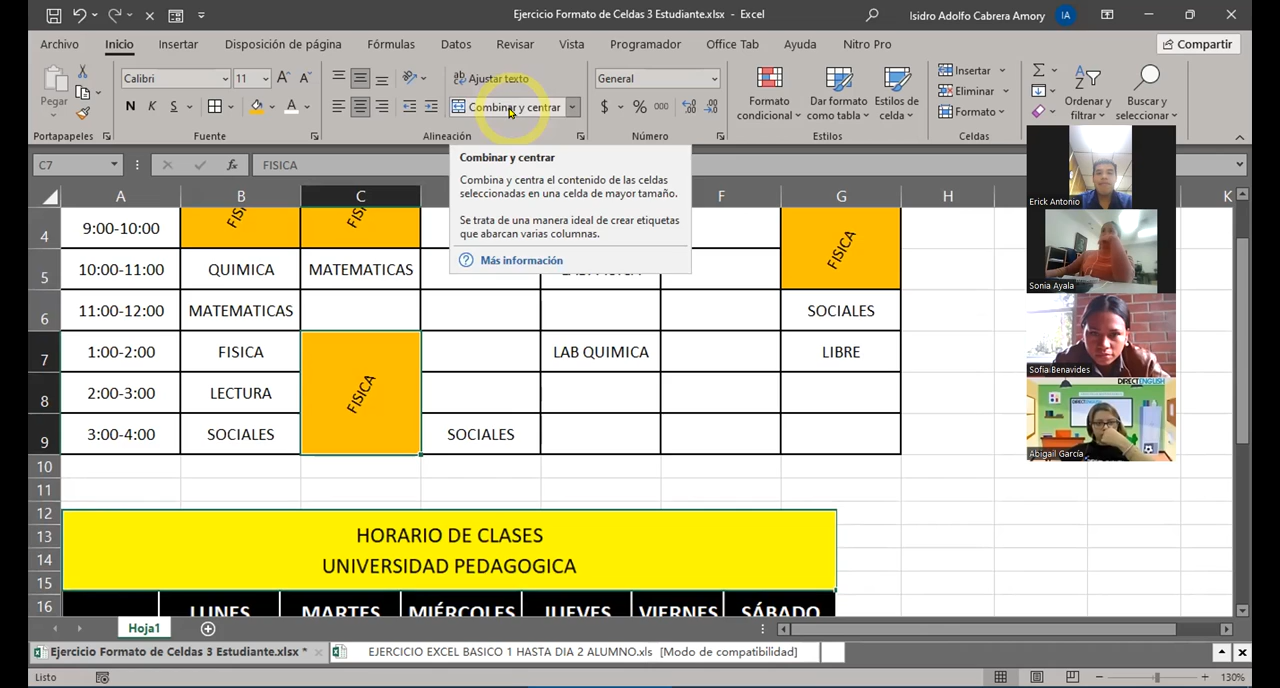 Ejercicio Formato de Celdas 3 Estudiante.xlsx - Excel
Isidro Adolfo Cabrera Amory
IA
Archivo Inicio Insertar Disposición de página Fórmulas Datos Revisar Vista Programador Office Tab Ayuda Nitro Pro
Compartir
Pegar
Calibri 11
N K S
Ajustar texto
Combinar y centrar
General
$ % 000
Formato condicional
Dar formato como tabla
Estilos de celda
Insertar
Eliminar
Formato
Ordenar y filtrar
Buscar y seleccionar
Portapapeles Fuente Alineación Número Estilos Celdas
C7 fx FISICA
Combinar y centrar
Combina y centra el contenido de las celdas
seleccionadas en una celda de mayor tamaño.
Se trata de una manera ideal de crear etiquetas
que abarcan varias columnas.
Más información
A B C F G H K
4 9:00-10:00 FISICA
5 10:00-11:00 QUIMICA MATEMATICAS
6 11:00-12:00 MATEMATICAS SOCIALES
7 1:00-2:00 FISICA LAB QUIMICA LIBRE
8 2:00-3:00 LECTURA FISICA
9 3:00-4:00 SOCIALES SOCIALES
10
11
12
13 HORARIO DE CLASES
14 UNIVERSIDAD PEDAGOGICA
15
16 LUNES MARTES MIÉRCOLES JUEVES VIERNES SÁBADO
Erick Antonio
Sonia Ayala
Sofia Benavides
DIRECTENGLISH
DIRECTENGLISH
Abigail García
Hoja1
Ejercicio Formato de Celdas 3 Estudiante.xlsx *
EJERCICIO EXCEL BASICO 1 HASTA DIA 2 ALUMNO.xls [Modo de compatibilidad]
Listo
130%